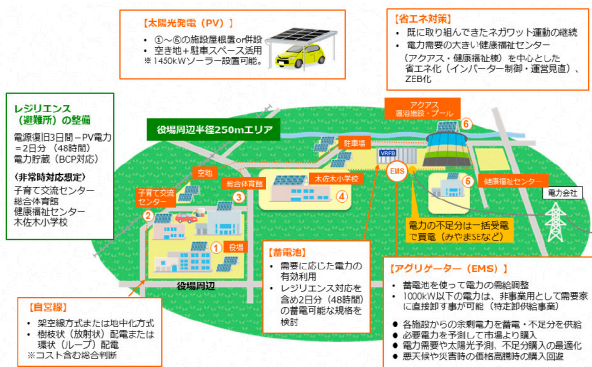 【太陽光発電（PV）】
• ①～⑥の施設屋根置or併設
• 空き地+駐車スペース活用
※ 1450kWソーラー設置可能。
【省エネ対策】
• 既に取り組んできたネガワット運動の継続
• 電力需要の大きい健康福祉センター
（アクアス・健康福祉棟）を中心とした
省エネ化（インバーター制御・運営見直）、
ZEB化
レジリエンス
（避難所）の整備
電源復旧3日間－PV電力
＝2日分（48時間）
電力貯蔵（BCP対応）
（非常時対応想定）
子育て交流センター
総合体育館
健康福祉センター
木佐木小学校
役場周辺半径250mエリア
アクアス
温浴施設・プール
⑥
駐車場
VRFB
EMS
空地
子育て交流
センター
②
総合体育館
③
木佐木小学校
④
⑥
健康福祉センター
電力会社
①
役場
役場周辺
電力の不足分は一括受電
で買電（みやまSEなど）
【蓄電池】
• 需要に応じた電力の
有効利用
• レジリエンス対応を
含め2日分（48時間）
の蓄電可能な規格を
検討
【自営線】
• 架空線方式または地中化方式
• 樹枝状（放射状）配電または
環状（ループ）配電
※コスト含む総合判断
【アグリゲーター（EMS）】
• 蓄電池を使って電力の需給調整
• 1000kW以下の電力は、非事業用として需要家
に直接卸す事が可能（特定卸供給事業）
● 各施設からの余剰電力を蓄電・不足分を供給
● 必要電力を予測して市場より購入
● 電力需要や太陽光予測、不足分購入の最適化
● 悪天候や災害時の価格高騰時の購入回避